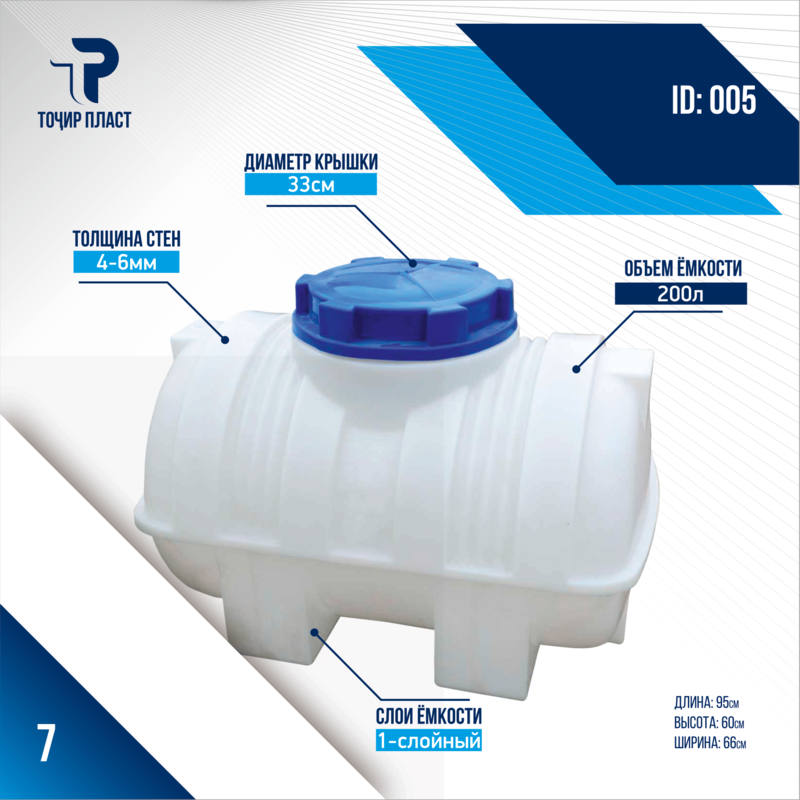 ТОҶИР ПЛАСТ
ID: 005
ДИАМЕТР КРЫШКИ
33см
ТОЛЩИНА СТЕН
4-6мм
ОБЪЕМ ЁМКОСТИ
200л
СЛОИ ЁМКОСТИ
1-слойный
ДЛИНА: 95см
ВЫСОТА: 60см
ШИРИНА: 66см
7